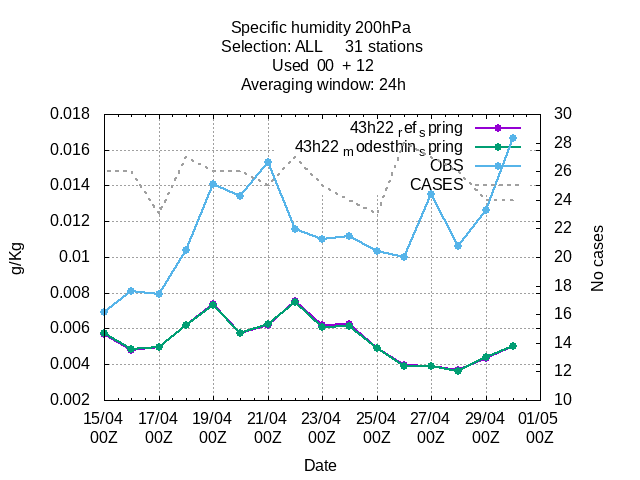 Specific humidity 200hPa
Selection: ALL 31 stations
Used 00 + 12
Averaging window: 24h
0.018 30
43h22 ref spring
0.016 28
43h22 modesthin spring
OBS
0.014 26
CASES
0.012 24
22
0.01 20
0.008 18
0.006 16
14
0.004 12
0.002 10
g/Kg
No cases
15/04 17/04 19/04 21/04 23/04 25/04 27/04 29/04 01/05
00Z 00Z 00Z 00Z 00Z 00Z 00Z 00Z 00Z
Date